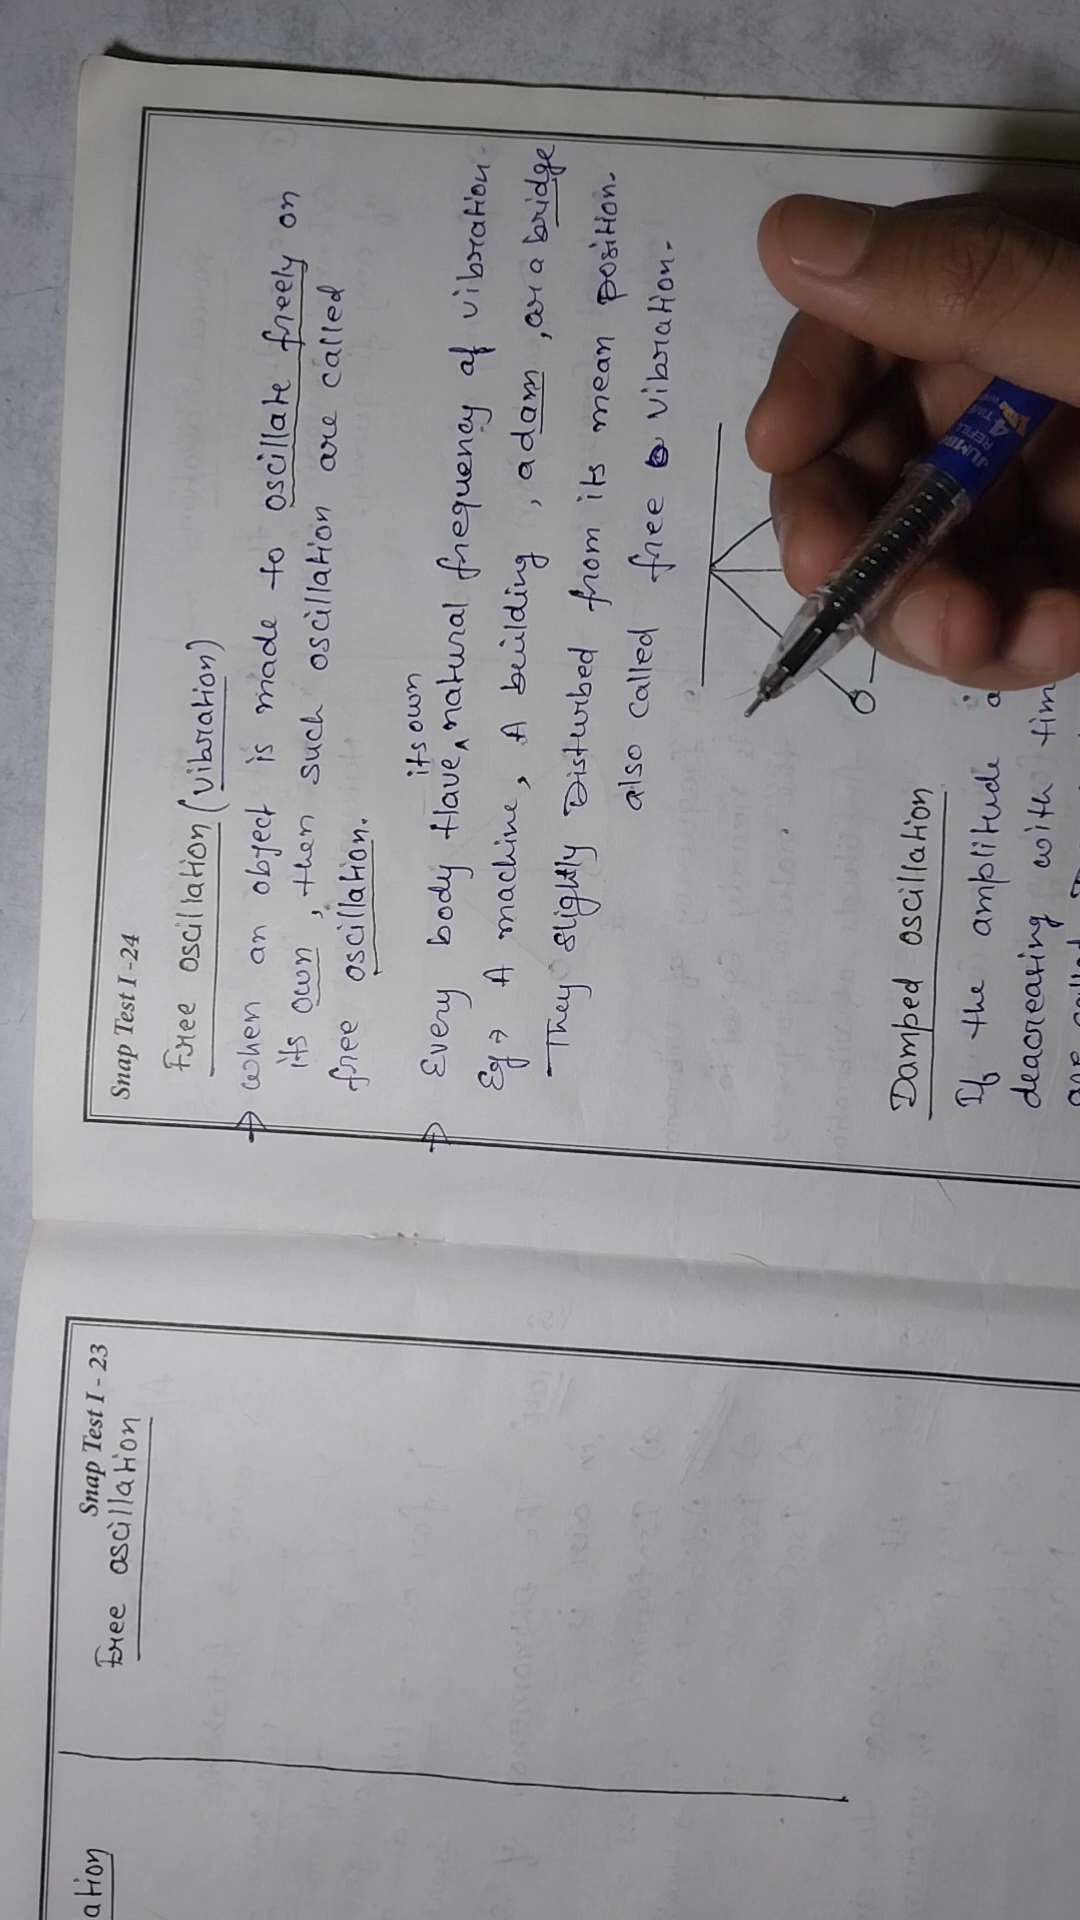 Snap Test I - 24
Free oscillation (vibration)
→ when an object is made to oscillate freely on
its own, then such oscillation are called
free oscillation.
its own
→ Every body Have ^ natural frequency of vibration.
Eg → A machine, A building, a dam, or a bridge
They slightly Disturbed from its mean position.
also called free vibration.
Damped oscillation
If the amplitude
deacreasing with tim
Snap Test I - 23
Free oscillation
ation
JUMBO
4